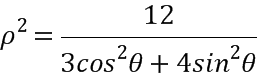 ρ² = 12 / (3cos²θ + 4sin²θ)